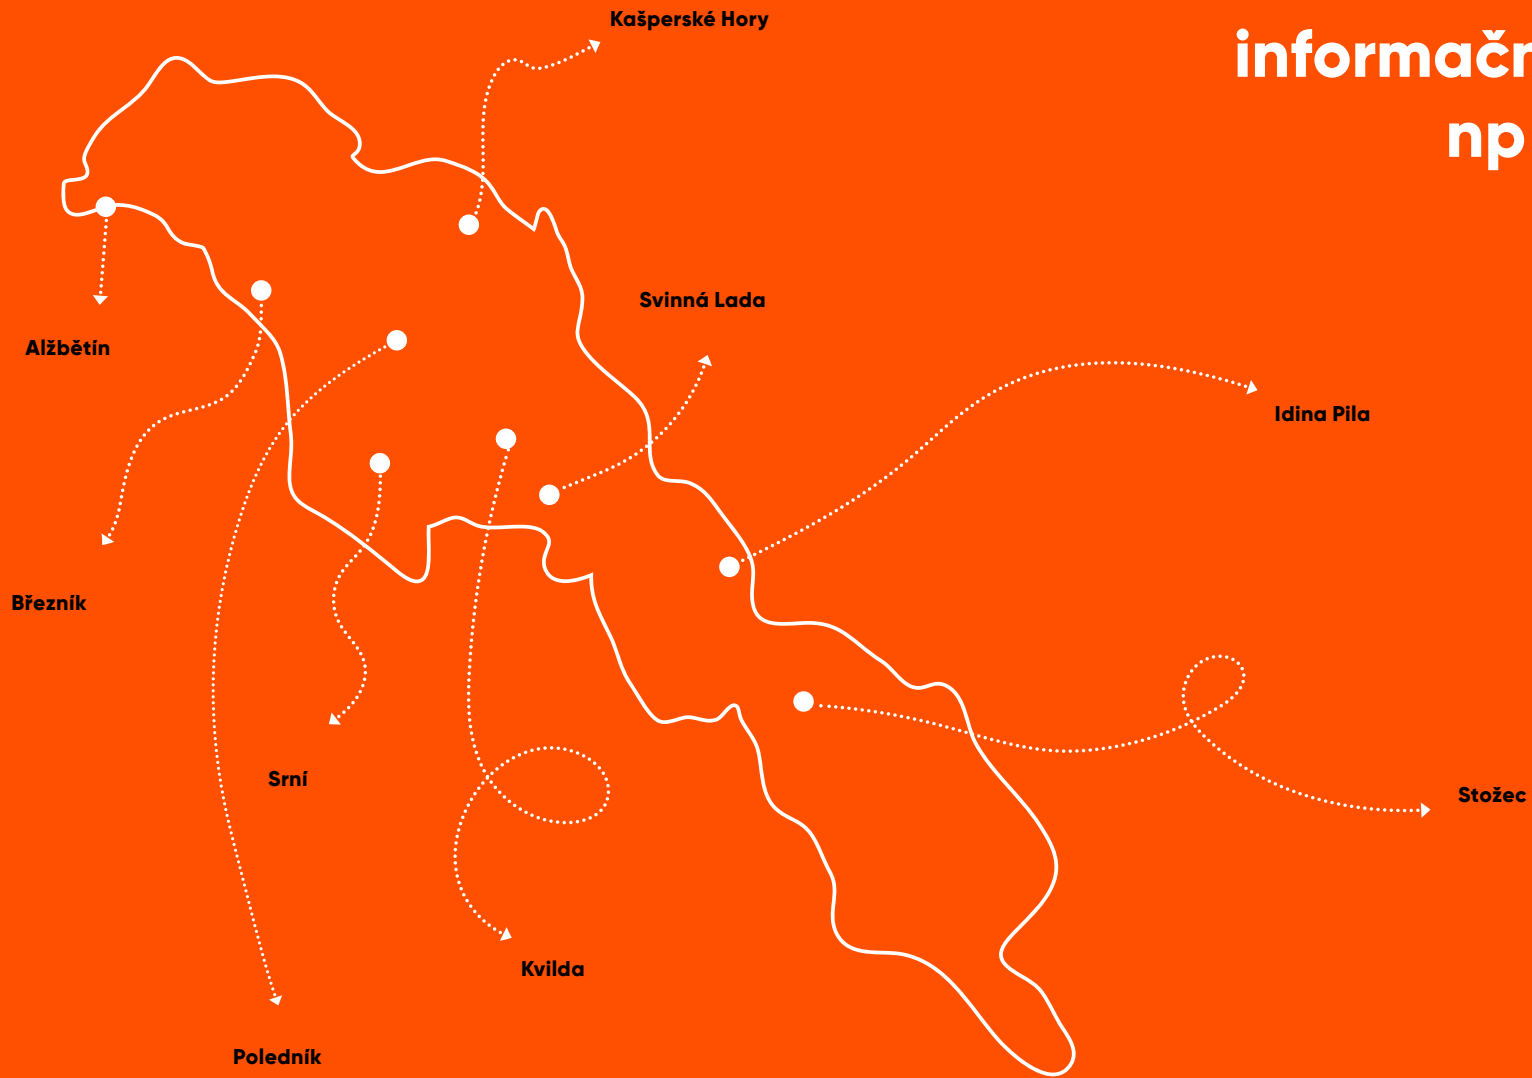 Kašperské Hory
informačn
np
Svinná Lada
Alžbětín
Idina Pila
Březník
Srní
Stožec
Kvilda
Poledník